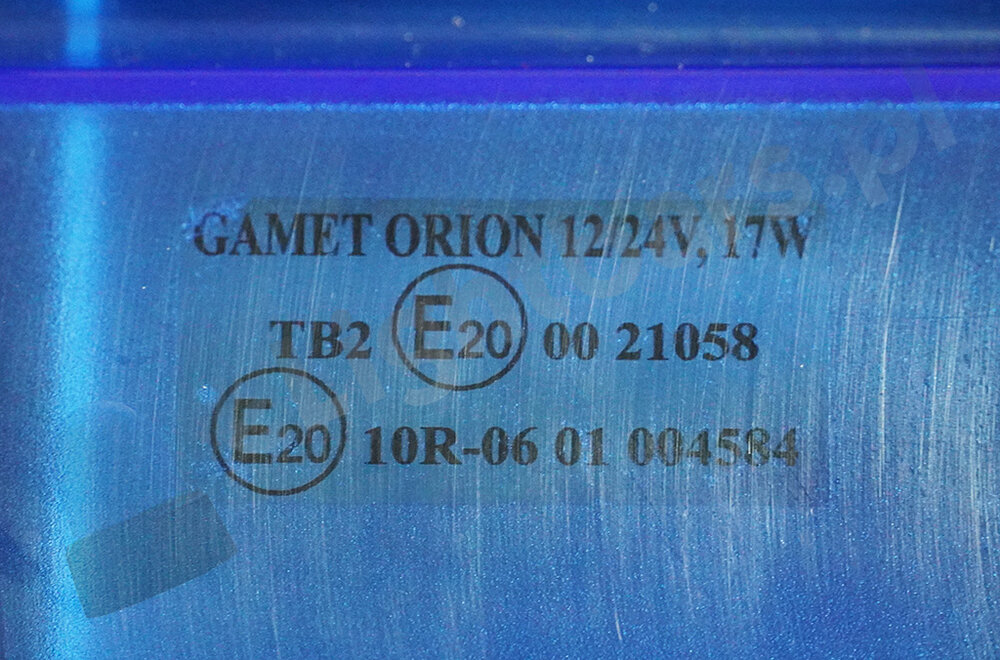 GAMET ORION 12/24V, 17W
TB2 E20 00 21058
E20 10R-06 01 004584